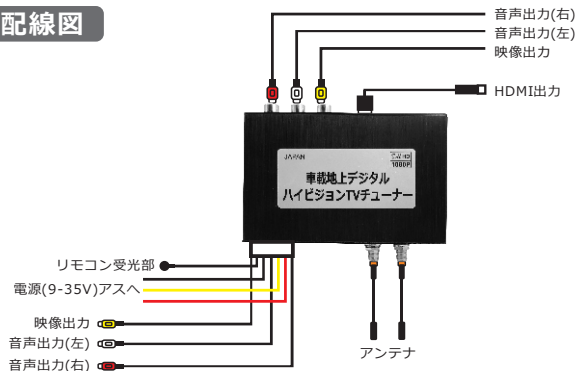 配線図
音声出力(右)
音声出力(左)
映像出力
HDMI出力
JAPAN
1080P
車載地上デジタル
ハイビジョンTVチューナー
リモコン受光部
電源(9-35V)アスへ
映像出力
音声出力(左)
音声出力(右)
アンテナ